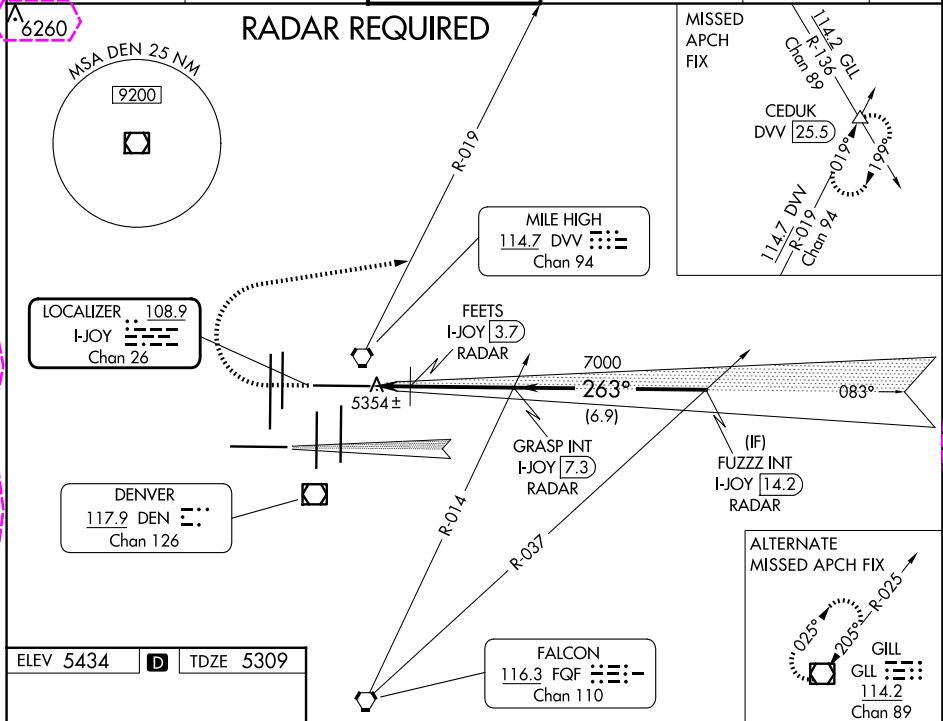 6260
RADAR REQUIRED
MSA DEN 25 NM
9200
R-019
MISSED
APCH
FIX
114.2 GLL
R-136
Chan 89
CEDUK
DVV 25.5
019°
199°
114.7 DVV
R-019
Chan 94
MILE HIGH
114.7 DVV
Chan 94
LOCALIZER 108.9
I-JOY
Chan 26
FEETS
I-JOY 3.7
RADAR
7000
263°
(6.9)
083°
5354 ±
GRASP INT
I-JOY 7.3
RADAR
(IF)
FUZZZ INT
I-JOY 14.2
RADAR
DENVER
117.9 DEN
Chan 126
R-014
R-037
ALTERNATE
MISSED APCH FIX
R-025
025°
205°
GILL
GLL
114.2
Chan 89
FALCON
116.3 FQF
Chan 110
ELEV 5434 D TDZE 5309